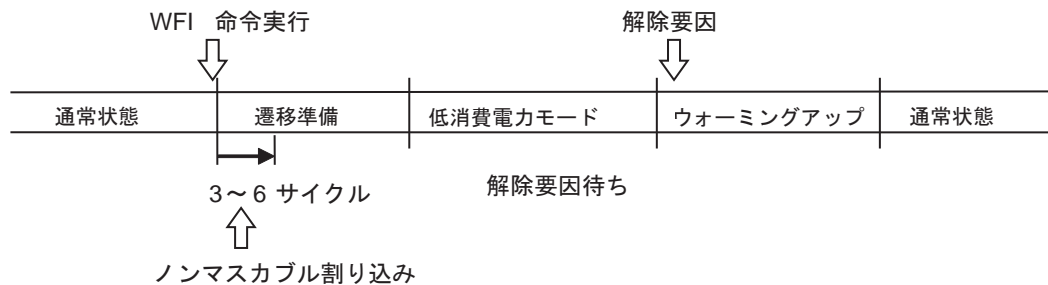 WFI 命令実行
解除要因
通常状態
遷移準備
低消費電力モード
ウォーミングアップ
通常状態
3～6 サイクル
解除要因待ち
ノンマスカブル割り込み